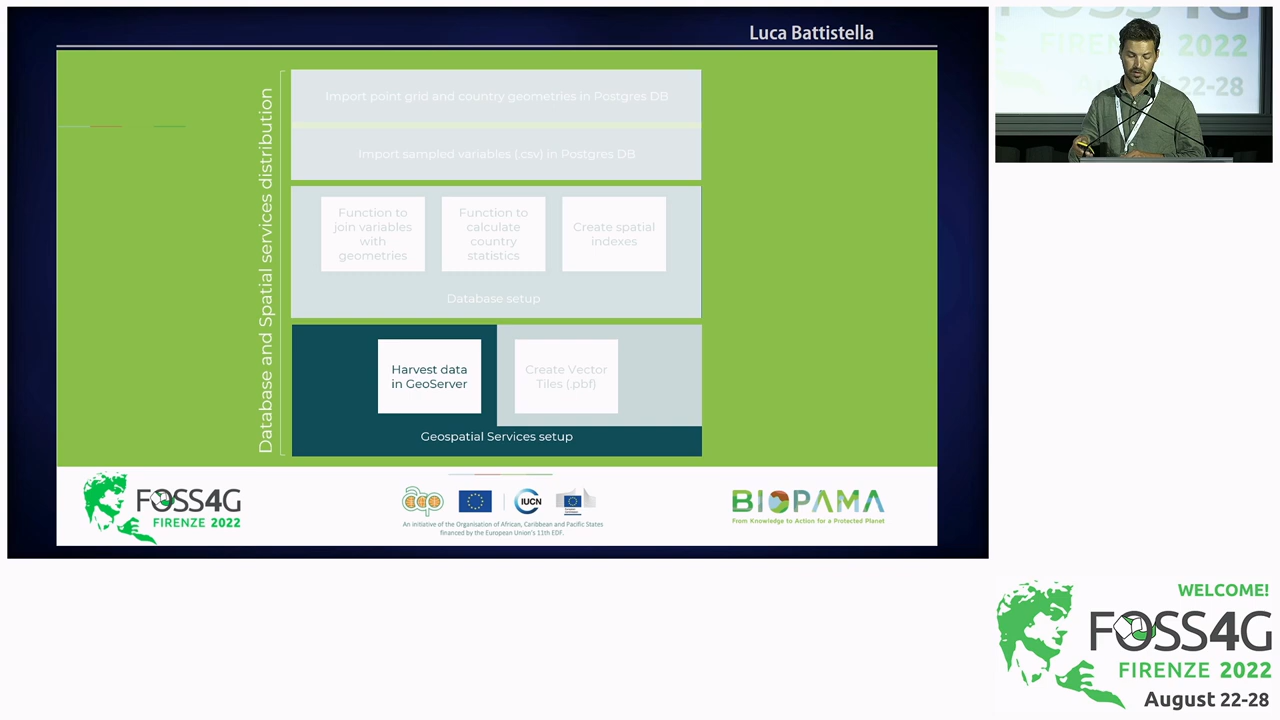 Luca Battistella
Database and Spatial services distribution
Import point grid and country geometries in Postgres DB
Import sampled variables (.csv) in Postgres DB
Function to
join variables
with
geometries
Function to
calculate
country
statistics
Create spatial
indexes
Database setup
Harvest data
in GeoServer
Create Vector
Tiles (.pbf)
Geospatial Services setup
FOSS4G
FIRENZE 2022
acp
IUCN
An initiative of the Organisation of African, Caribbean and Pacific States
financed by the European Union's 11th EDF.
BIOPAMA
From Knowledge to Action for a Protected Planet
FIRENZE 2022
22-28
WELCOME!
FOSS4G
FIRENZE 2022
August 22-28